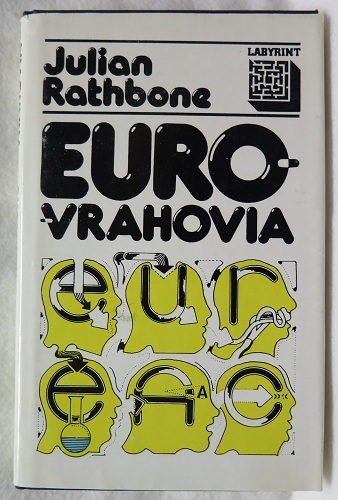 Julian
Rathbone
LABYRINT
EURO-
-VRAHOVIA
e u r
e A A c